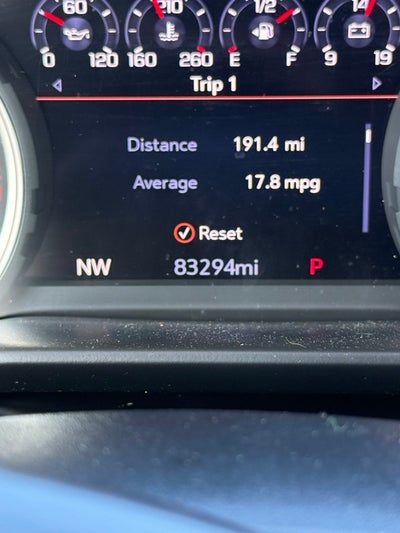 60 210 1/2 14
0 120 160 260 E F 9 19
Trip 1
Distance 191.4 mi
Average 17.8 mpg
Reset
NW 83294mi P